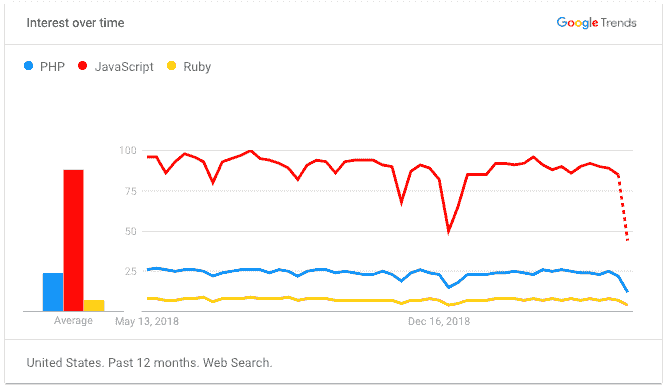 Interest over time
Google Trends
PHP JavaScript Ruby
100
75
50
25
Average May 13, 2018 Dec 16, 2018
United States. Past 12 months. Web Search.